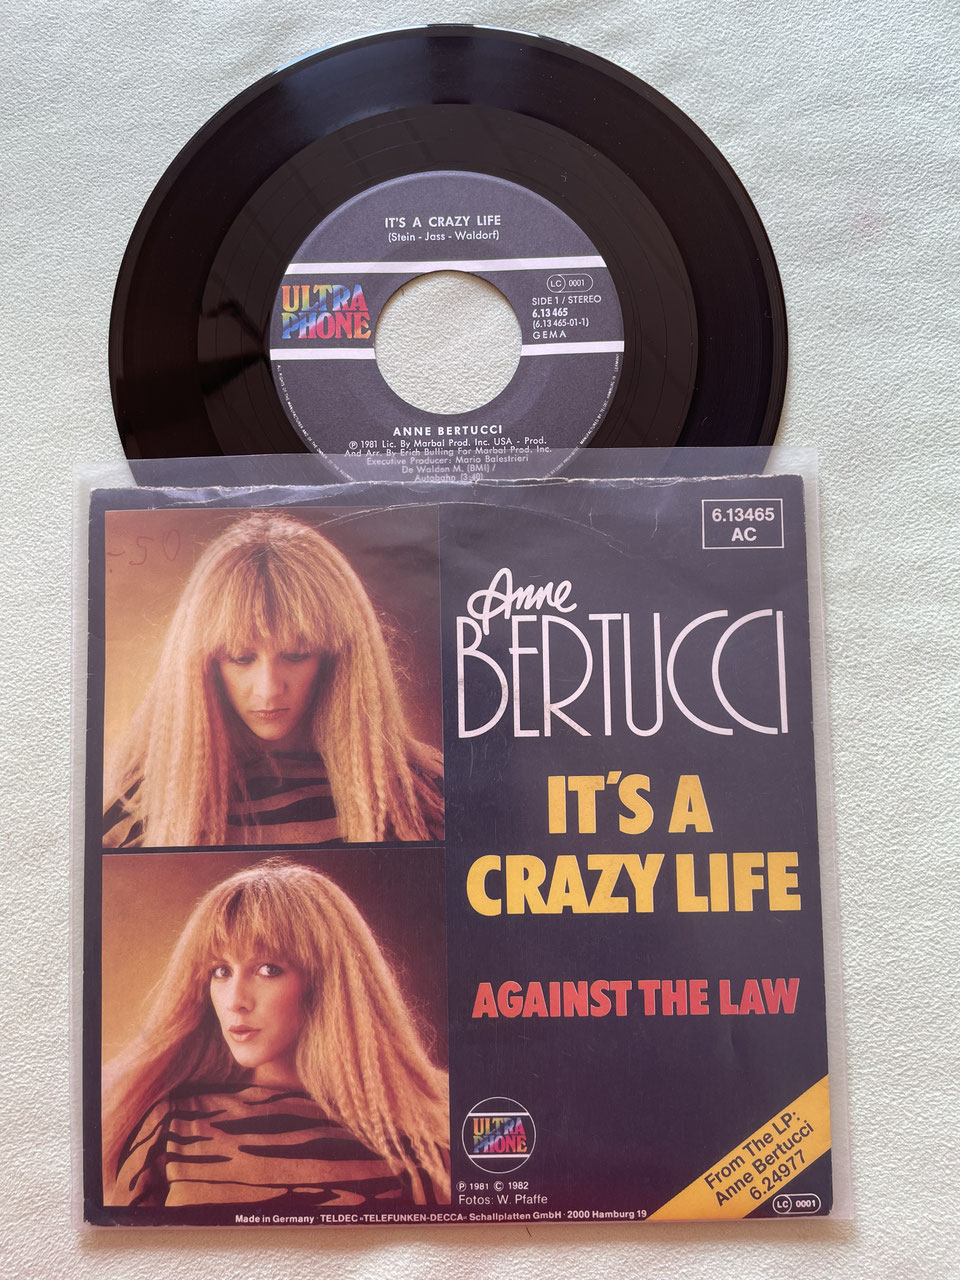 IT'S A CRAZY LIFE
(Stein - Jass - Waldorf)
ULTRA
PHONE
LC 0001
SIDE 1 / STEREO
6.13 465
(6.13 465-01-1)
GEMA
ANNE BERTUCCI
℗ 1981 Lic. By Marbal Prod. Inc. USA - Prod.
And Arr. By Erich Bulling For Marbal Prod. Inc.
Executive Producer: Mario Balestrieri
De Walden M. (BMI) /
Autobahn (3:40)
6.13465
AC
-50
Anne
BERTUCCI
IT'S A
CRAZY LIFE
AGAINST THE LAW
ULTRA
PHONE
℗ 1981 © 1982
Fotos: W. Pfaffe
From The LP:
Anne Bertucci
6.24977
LC 0001
Made in Germany · TELDEC »TELEFUNKEN-DECCA« Schallplatten GmbH · 2000 Hamburg 19